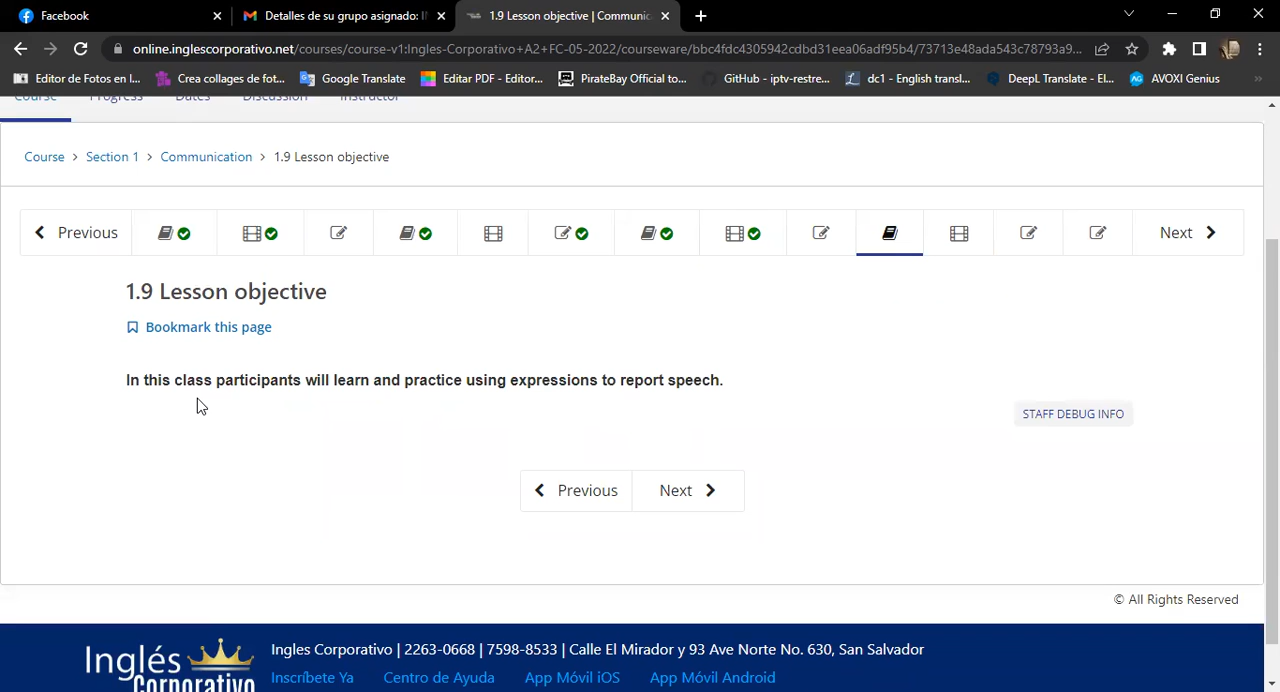 Facebook
Detalles de su grupo asignado: I
1.9 Lesson objective | Communic
online.inglescorporativo.net/courses/course-v1:Ingles-Corporativo+A2+FC-05-2022/courseware/bbc4fdc4305942cdbd31eea06adf95b4/73713e48ada543c78793a9...
Editor de Fotos en l...
Crea collages de fot...
Google Translate
Editar PDF - Editor...
PirateBay Official to...
GitHub - iptv-restre...
dc1 - English transl...
DeepL Translate - El...
AVOXI Genius
Course Progress Dates Discussion Instructor
Course > Section 1 > Communication > 1.9 Lesson objective
Previous
Next
1.9 Lesson objective
Bookmark this page
In this class participants will learn and practice using expressions to report speech.
STAFF DEBUG INFO
Previous Next
© All Rights Reserved
Inglés Corporativo
Ingles Corporativo | 2263-0668 | 7598-8533 | Calle El Mirador y 93 Ave Norte No. 630, San Salvador
Inscríbete Ya Centro de Ayuda App Móvil iOS App Móvil Android